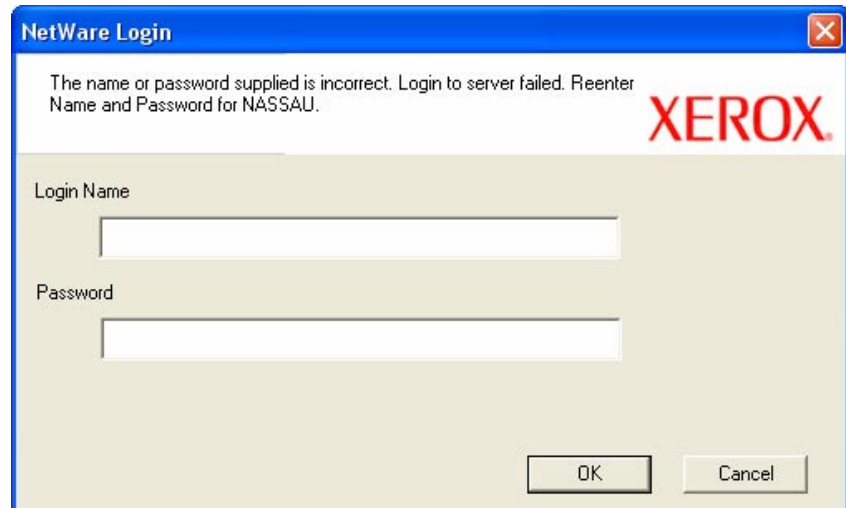 NetWare Login
The name or password supplied is incorrect. Login to server failed. Reenter
Name and Password for NASSAU.
XEROX.
Login Name
Password
OK
Cancel